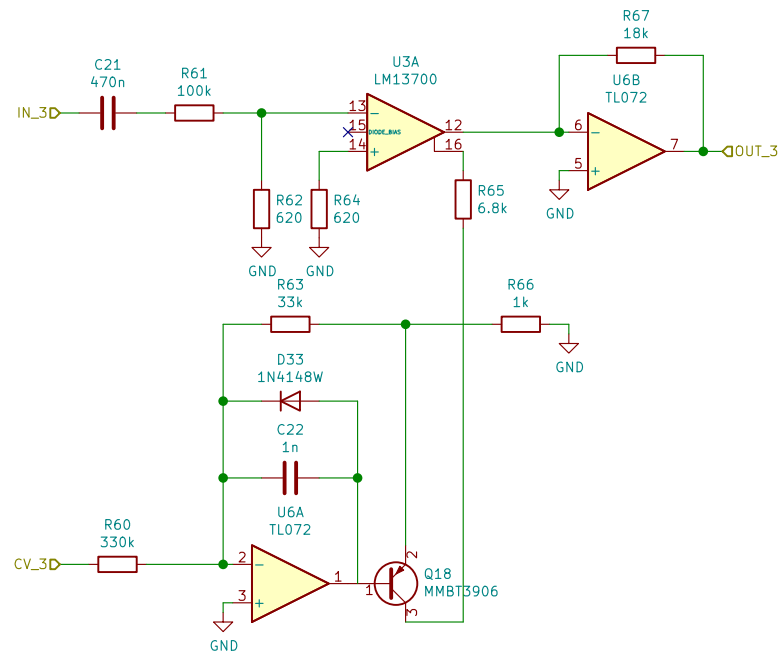 R67
18k
C21
470n
U3A
LM13700
R61
100k
U6B
TL072
IN_3
13
−
15
DIODE_BIAS
14
+
12
16
6
−
7
5
+
OUT_3
R62
620
R64
620
R65
6.8k
GND
GND
GND
R63
33k
R66
1k
GND
D33
1N4148W
C22
1n
U6A
TL072
R60
330k
CV_3
2
−
1
3
+
2
1
3
Q18
MMBT3906
GND